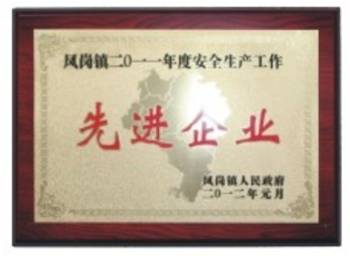 凤岗镇二〇一一年度安全生产工作
先进企业
凤岗镇人民政府
二〇一二年元月